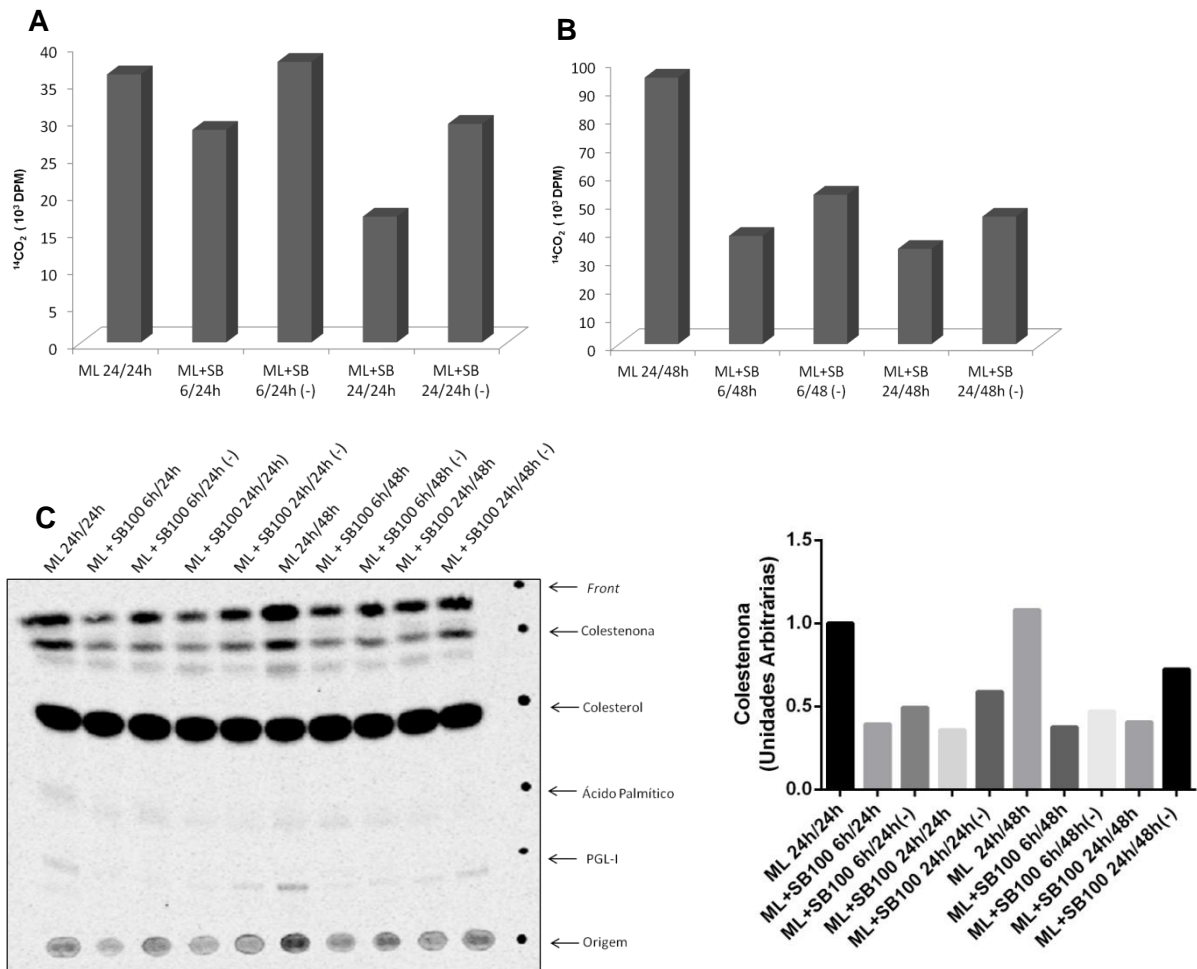 A
40
35
30
25
20
15
10
5
0
¹⁴CO₂ ( 10³ DPM)
ML 24/24h
ML+SB
6/24h
ML+SB
6/24h (-)
ML+SB
24/24h
ML+SB
24/24h (-)
B
100
90
80
70
60
50
40
30
20
10
0
¹⁴CO₂ ( 10³ DPM)
ML 24/48h
ML+SB
6/48h
ML+SB
6/48 (-)
ML+SB
24/48h
ML+SB
24/48h (-)
C
ML 24h/24h
ML + SB100 6h/24h
ML + SB100 6h/24h (-)
ML + SB100 24h/24h)
ML+ SB100 24h/24h (-)
ML 24h/48h
ML+ SB100 6h/48h
ML+ SB100 6h/48h (-)
ML+ SB100 24h/48h
ML+ SB100 24h/48h (-)
Front
Colestenona
Colesterol
Ácido Palmítico
PGL-I
Origem
1.5
1.0
0.5
0.0
Colestenona
(Unidades Arbitrárias)
ML 24h/24h
ML+SB100 6h/24h
ML+SB100 6h/24h(-)
ML+SB100 24h/24h
ML+SB100 24h/24h(-)
ML 24h/48h
ML+SB100 6h/48h
ML+SB100 6h/48h(-)
ML+SB100 24h/48h
ML+SB100 24h/48h(-)